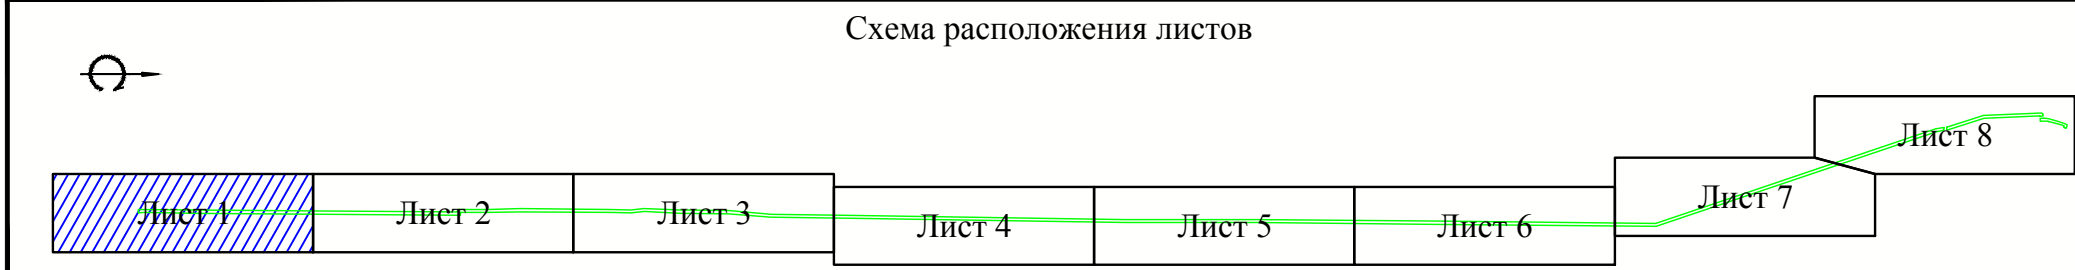 Схема расположения листов
Лист 1
Лист 2
Лист 3
Лист 4
Лист 5
Лист 6
Лист 7
Лист 8